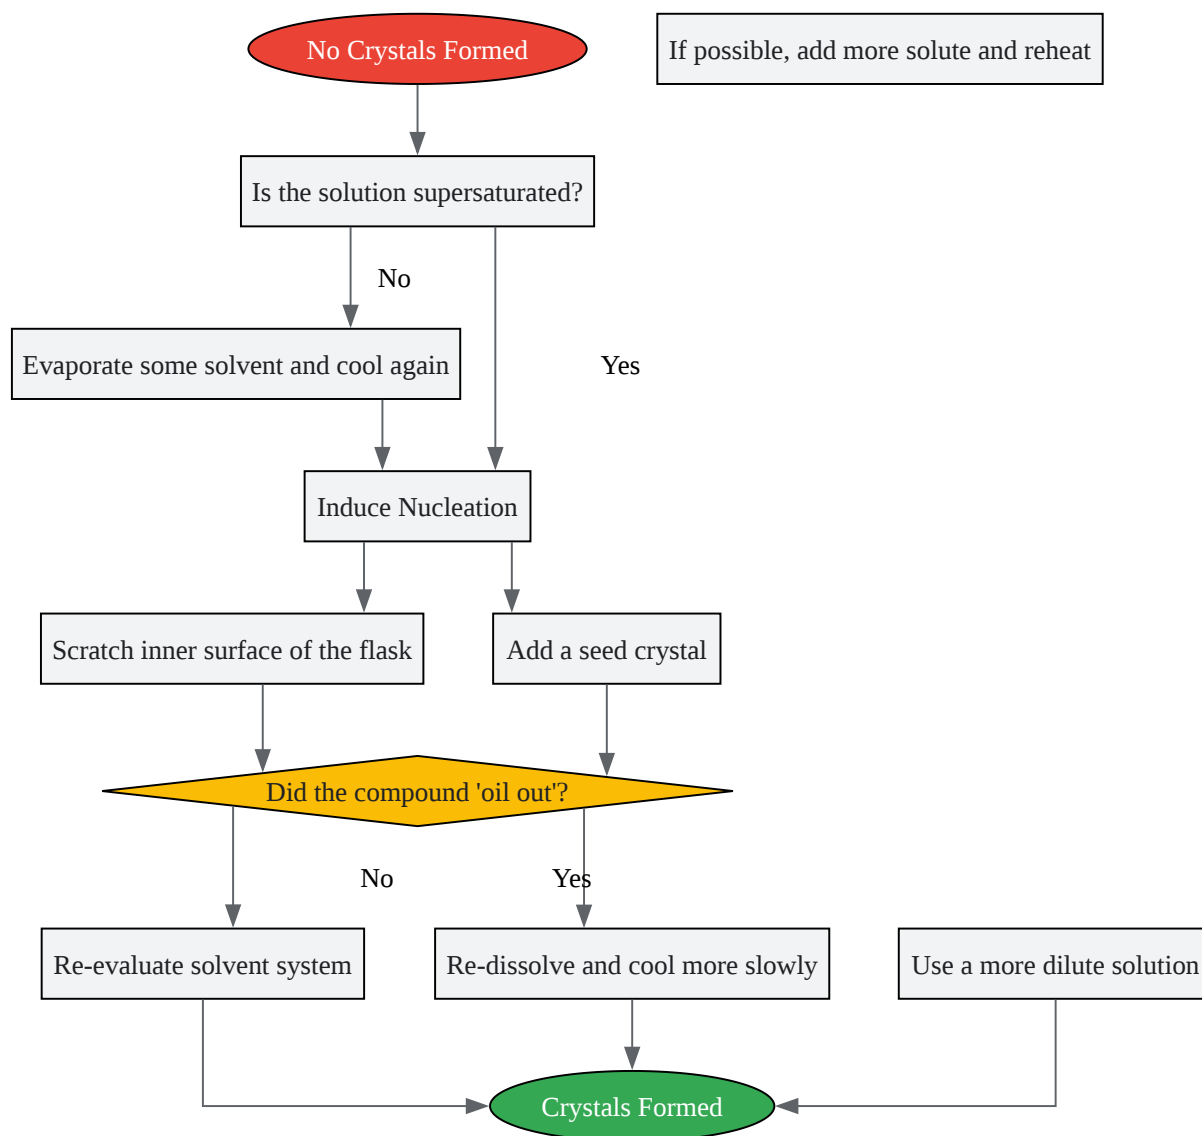 No Crystals Formed
If possible, add more solute and reheat
Is the solution supersaturated?
No
Evaporate some solvent and cool again
Yes
Induce Nucleation
Scratch inner surface of the flask
Add a seed crystal
Did the compound 'oil out'?
No
Yes
Re-evaluate solvent system
Re-dissolve and cool more slowly
Use a more dilute solution
Crystals Formed